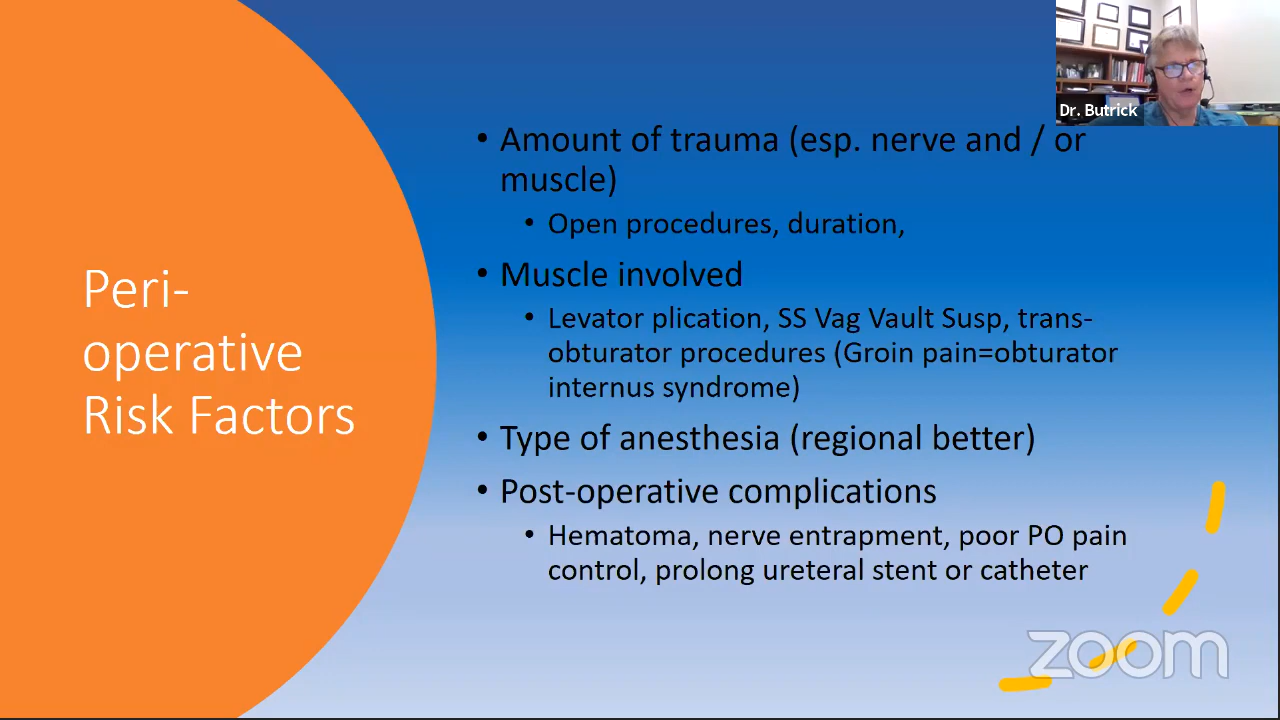 Dr. Butrick
Peri-
operative
Risk Factors
• Amount of trauma (esp. nerve and / or
muscle)
• Open procedures, duration,
• Muscle involved
• Levator plication, SS Vag Vault Susp, trans-
obturator procedures (Groin pain=obturator
internus syndrome)
• Type of anesthesia (regional better)
• Post-operative complications
• Hematoma, nerve entrapment, poor PO pain
control, prolong ureteral stent or catheter
zoom